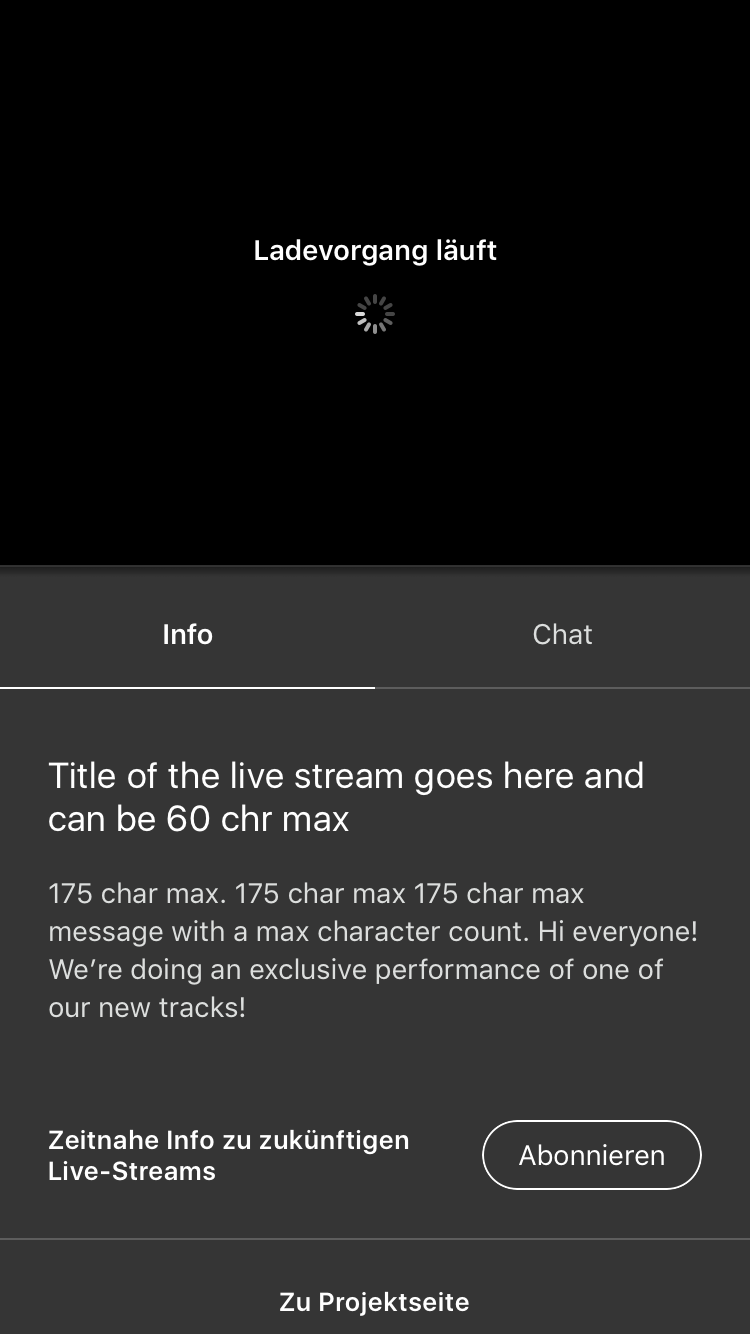 Ladevorgang läuft
Info
Chat
Title of the live stream goes here and
can be 60 chr max
175 char max. 175 char max 175 char max
message with a max character count. Hi everyone!
We’re doing an exclusive performance of one of
our new tracks!
Zeitnahe Info zu zukünftigen
Live-Streams
Abonnieren
Zu Projektseite